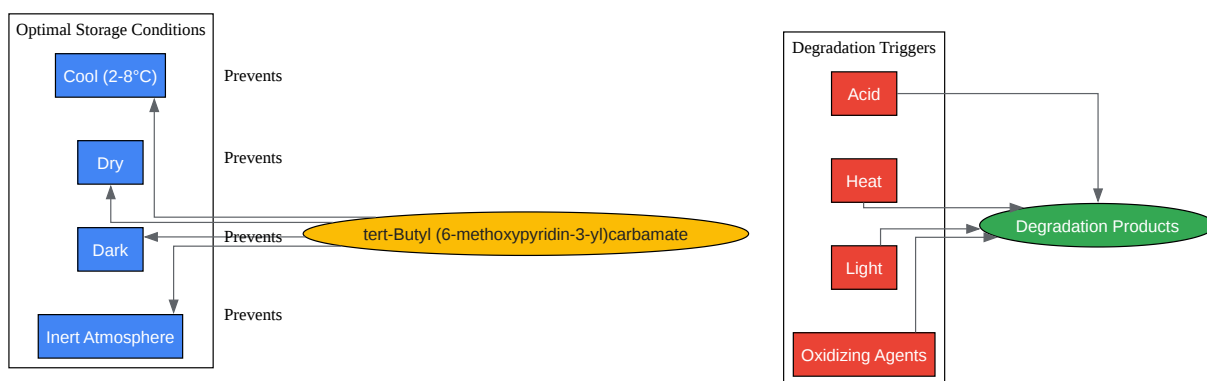 Optimal Storage Conditions
Cool (2-8°C)
Dry
Dark
Inert Atmosphere
Prevents
Prevents
Prevents
Prevents
tert-Butyl (6-methoxypyridin-3-yl)carbamate
Degradation Triggers
Acid
Heat
Light
Oxidizing Agents
Degradation Products